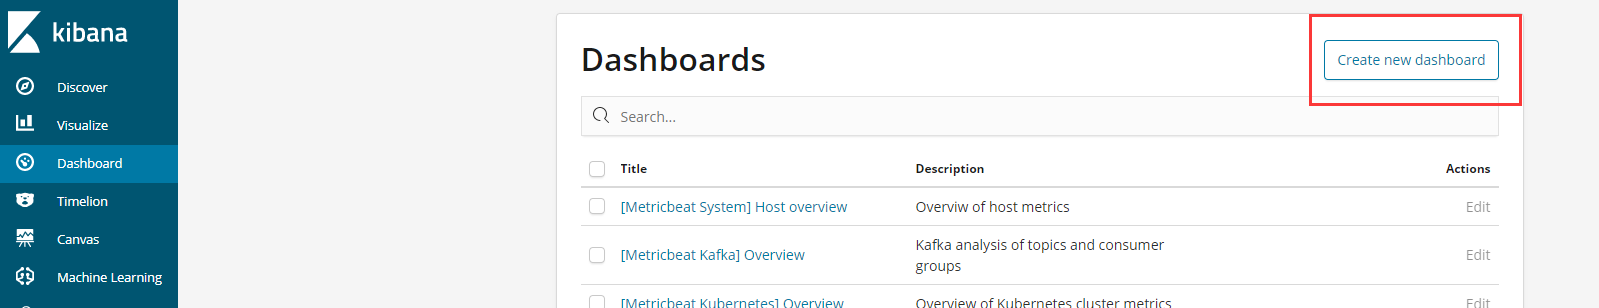 kibana
Discover
Visualize
Dashboard
Timelion
Canvas
Machine Learning
Dashboards
Create new dashboard
Search...
Title Description Actions
[Metricbeat System] Host overview Overviw of host metrics Edit
[Metricbeat Kafka] Overview Kafka analysis of topics and consumer groups Edit
[Metricbeat Kubernetes] Overview Overview of Kubernetes cluster metrics Edit